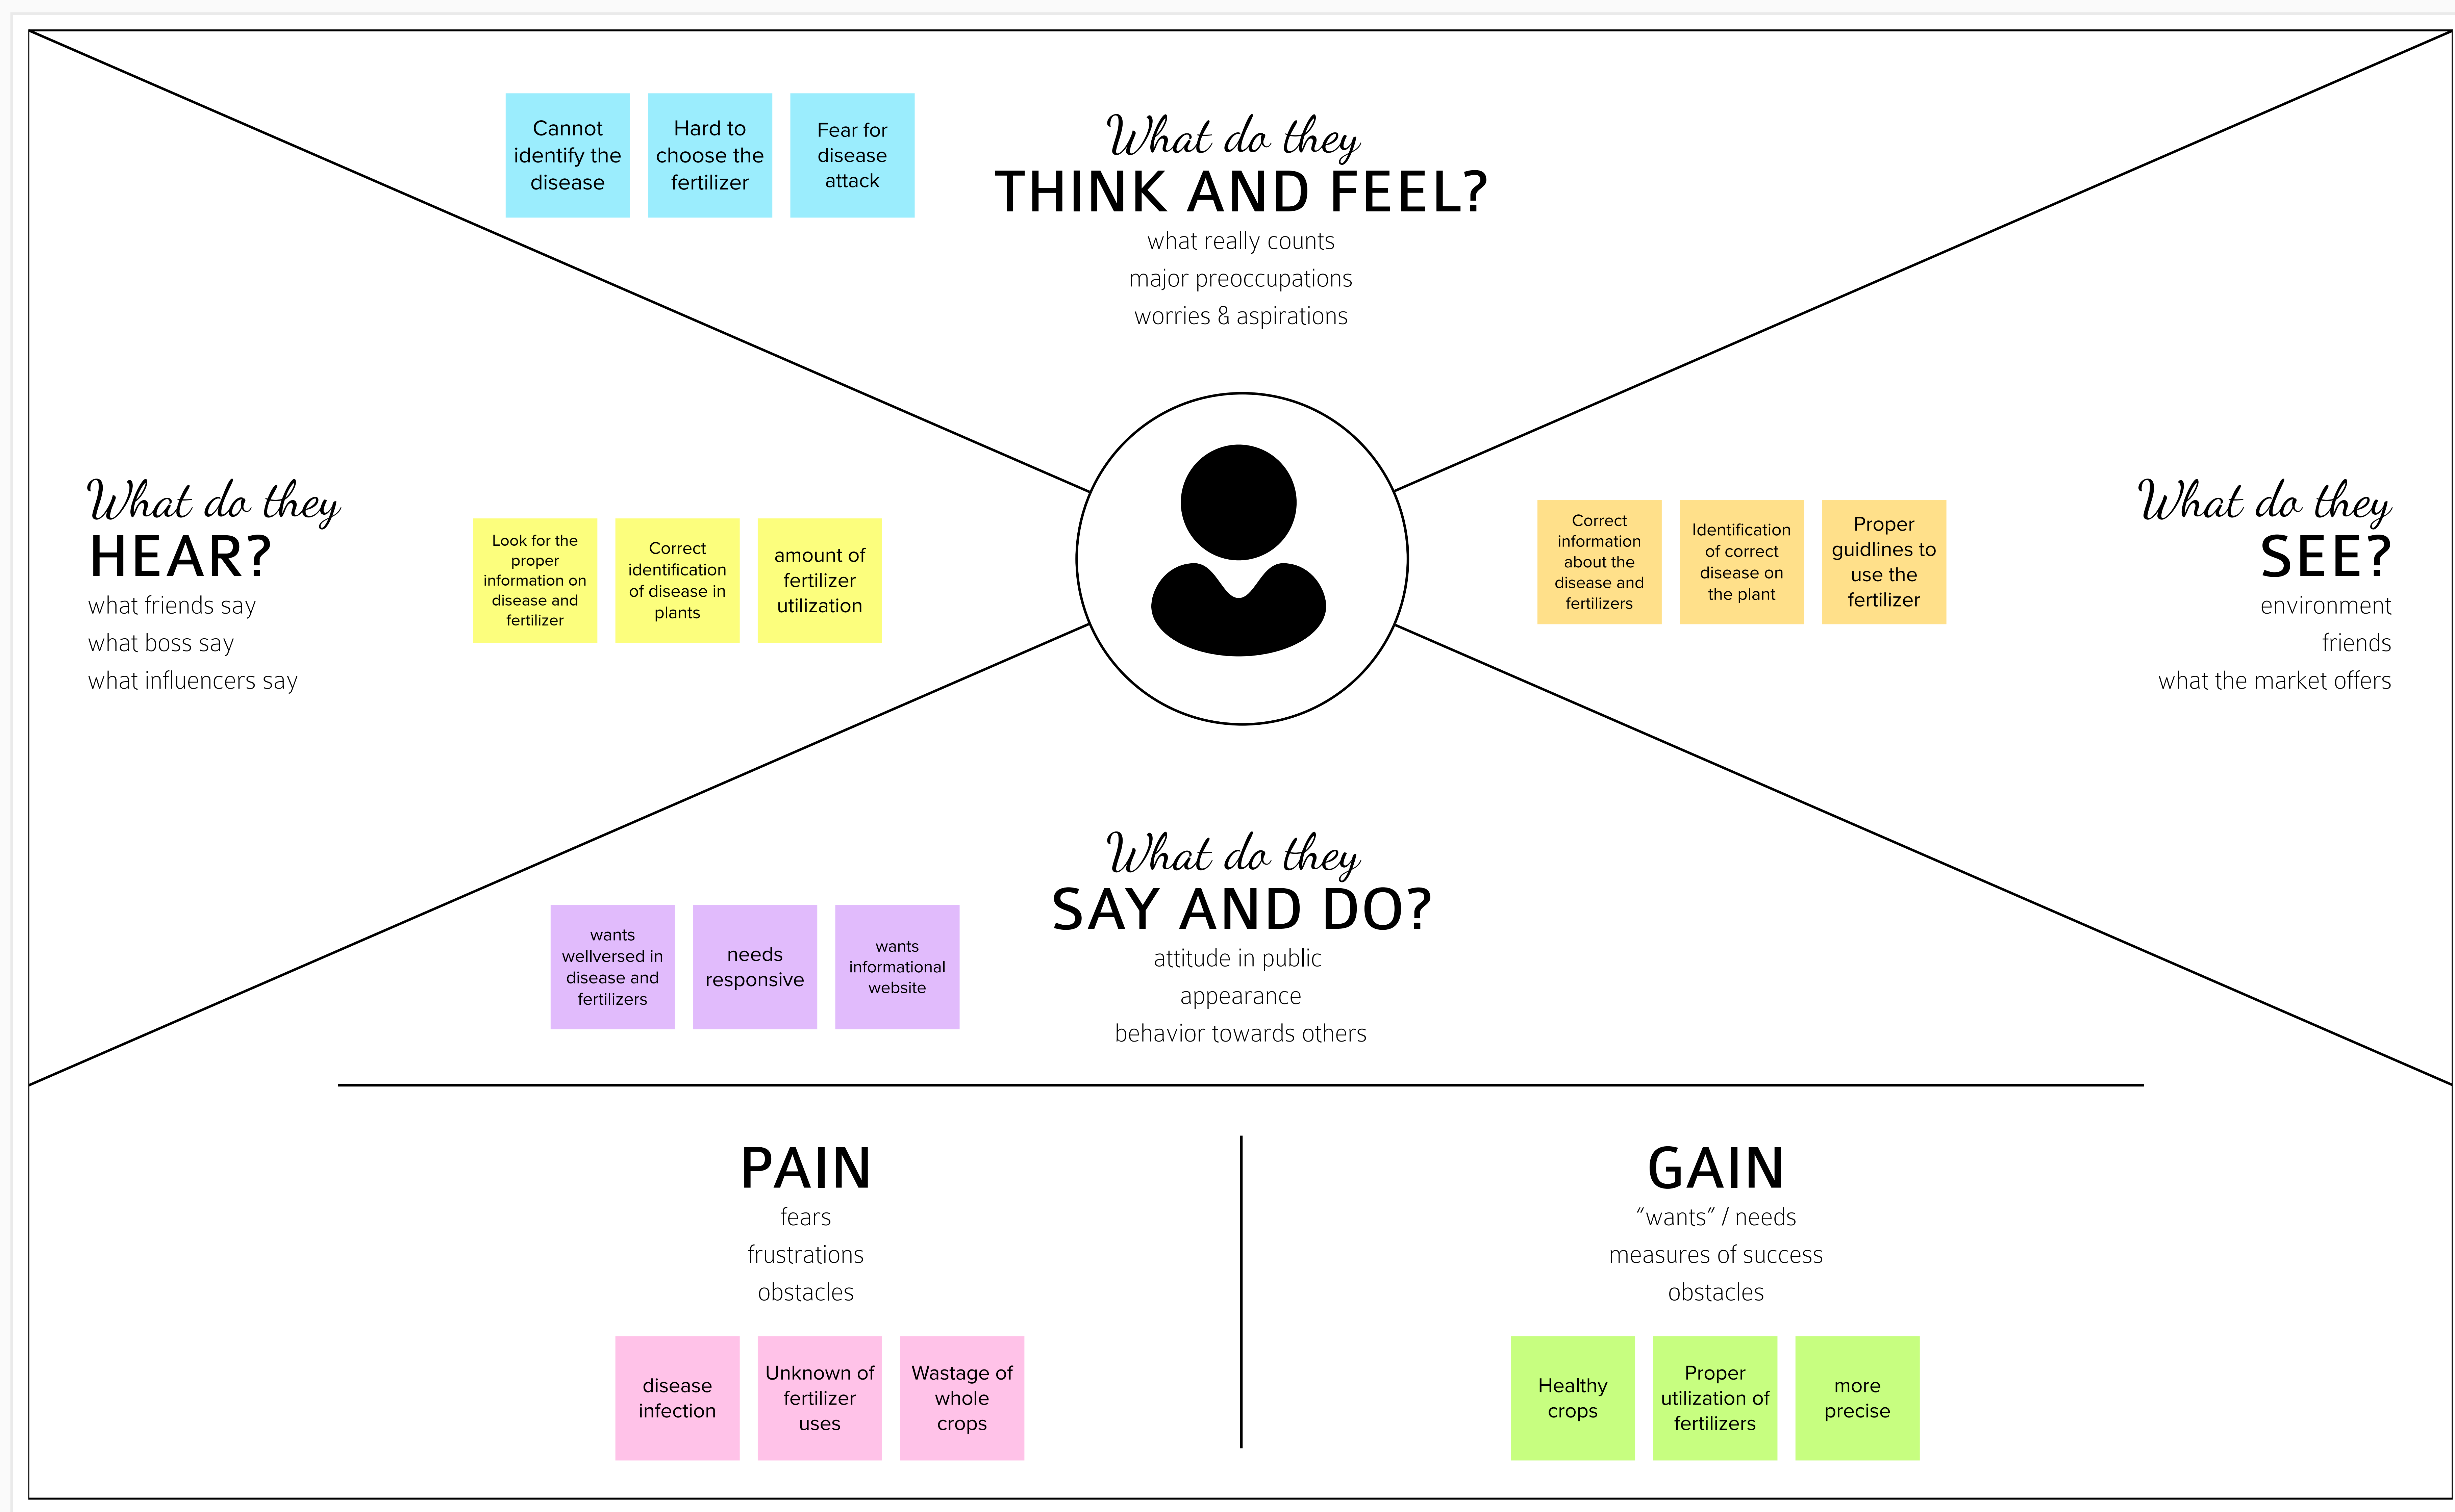 Cannot
identify the
disease
Hard to
choose the
fertilizer
Fear for
disease
attack
What do they
THINK AND FEEL?
what really counts
major preoccupations
worries & aspirations
What do they
HEAR?
what friends say
what boss say
what influencers say
Look for the
proper
information on
disease and
fertilizer
Correct
identification
of disease in
plants
amount of
fertilizer
utilization
Correct
information
about the
disease and
fertilizers
Identification
of correct
disease on
the plant
Proper
guidlines to
use the
fertilizer
What do they
SEE?
environment
friends
what the market offers
What do they
SAY AND DO?
attitude in public
appearance
behavior towards others
wants
wellversed in
disease and
fertilizers
needs
responsive
wants
informational
website
PAIN
fears
frustrations
obstacles
disease
infection
Unknown of
fertilizer
uses
Wastage of
whole
crops
GAIN
“wants” / needs
measures of success
obstacles
Healthy
crops
Proper
utilization of
fertilizers
more
precise